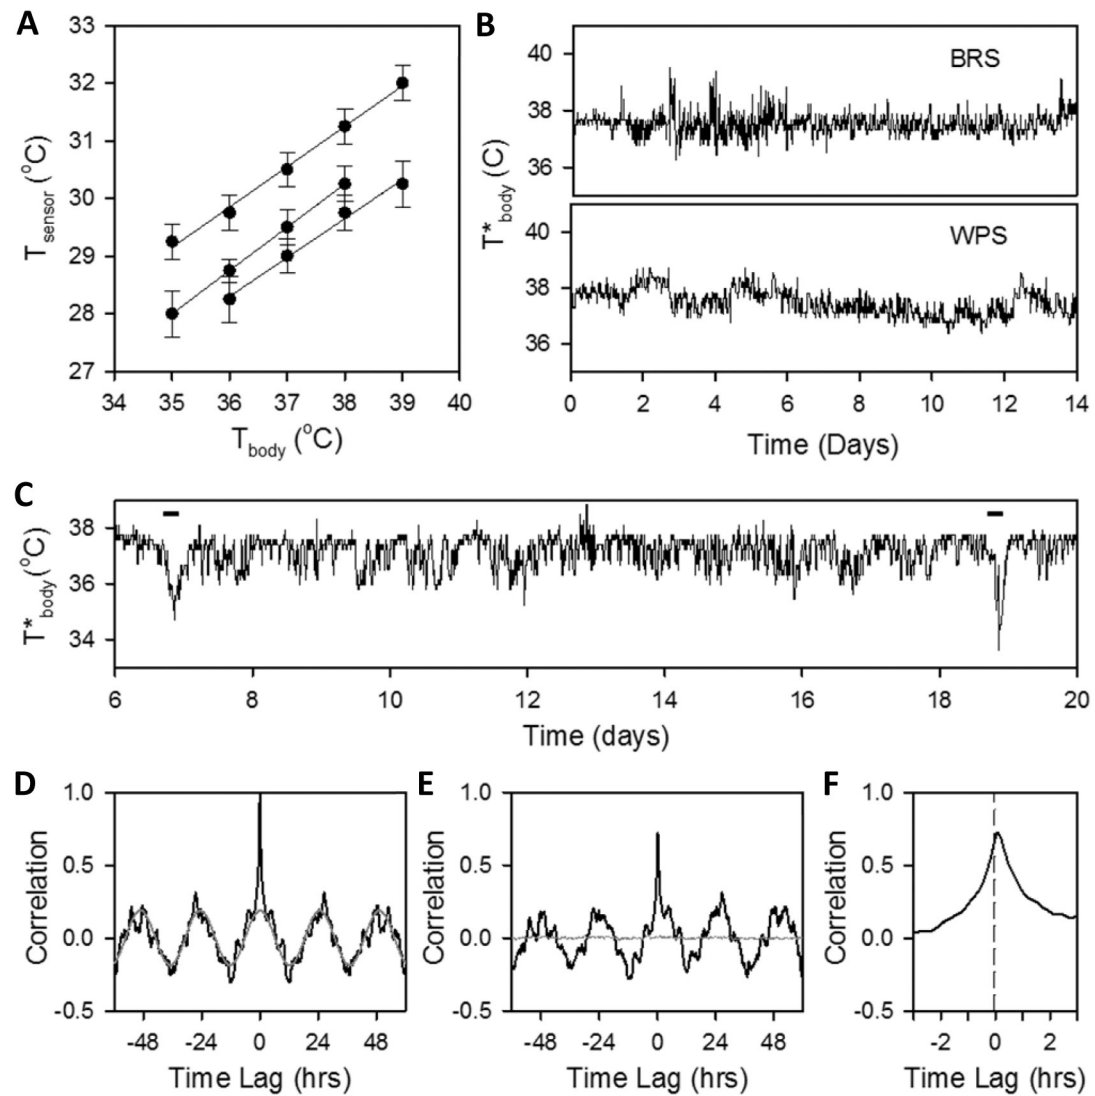 A
33
32
31
30
29
28
27
T sensor (°C)
34 35 36 37 38 39 40
T body (°C)
B
40
38
36
BRS
40
38
36
WPS
T* body (C)
0 2 4 6 8 10 12 14
Time (Days)
C
38
36
34
T* body (°C)
6 8 10 12 14 16 18 20
Time (days)
D
1.0
0.5
0.0
-0.5
Correlation
-48 -24 0 24 48
Time Lag (hrs)
E
1.0
0.5
0.0
-0.5
Correlation
-48 -24 0 24 48
Time Lag (hrs)
F
1.0
0.5
0.0
-0.5
Correlation
-2 0 2
Time Lag (hrs)